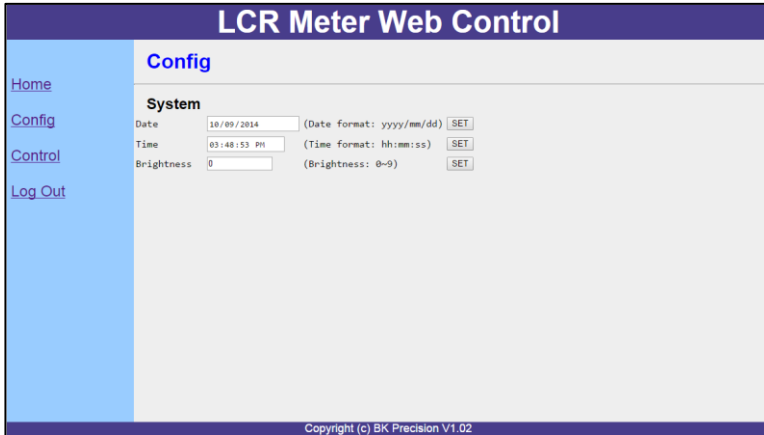 LCR Meter Web Control
Home
Config
Control
Log Out
Config
System
Date 10/09/2014 (Date format: yyyy/mm/dd) SET
Time 03:48:53 PM (Time format: hh:mm:ss) SET
Brightness 0 (Brightness: 0~9) SET
Copyright (c) BK Precision V1.02